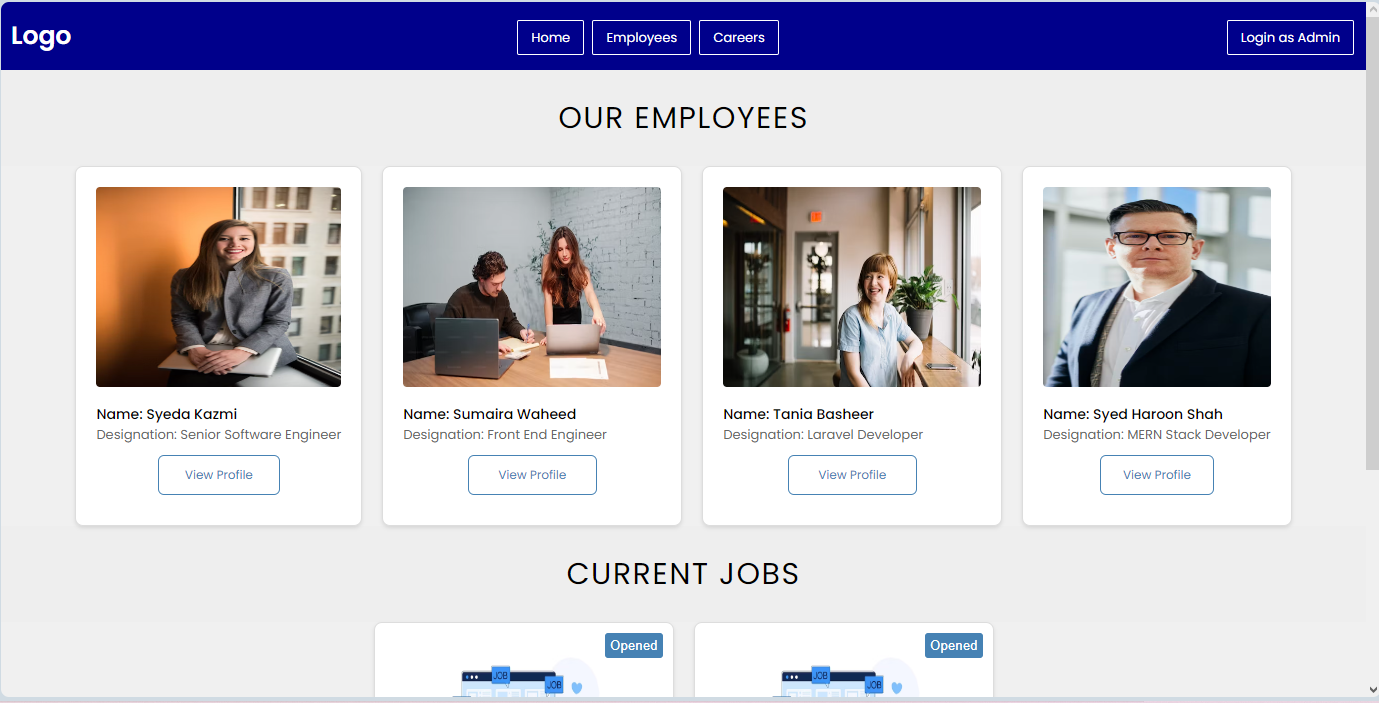 Logo
Home
Employees
Careers
Login as Admin
OUR EMPLOYEES
Name: Syeda Kazmi
Designation: Senior Software Engineer
View Profile
Name: Sumaira Waheed
Designation: Front End Engineer
View Profile
Name: Tania Basheer
Designation: Laravel Developer
View Profile
Name: Syed Haroon Shah
Designation: MERN Stack Developer
View Profile
CURRENT JOBS
Opened
JOB
JOB
Opened
JOB
JOB